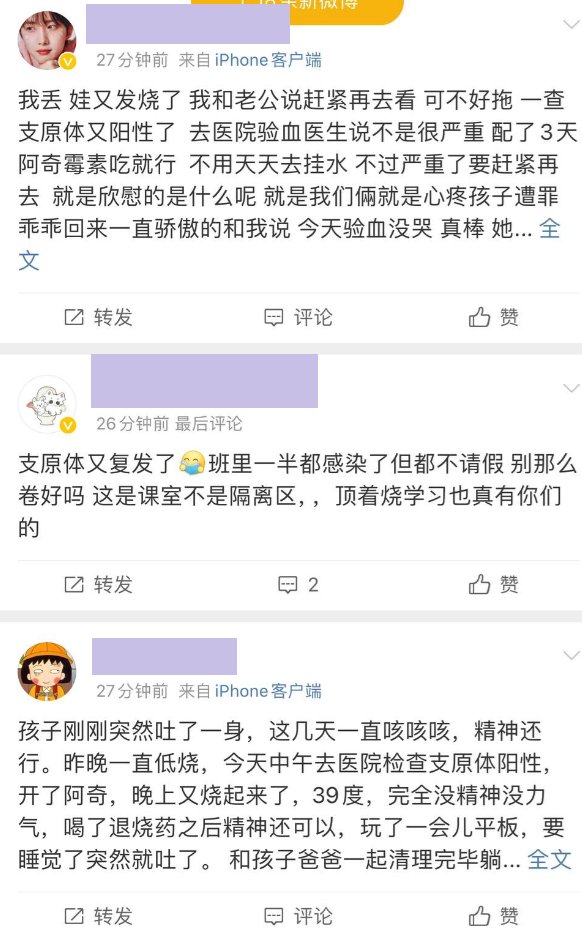 27分钟前 来自 iPhone客户端
我丢 娃又发烧了 我和老公说赶紧再去看 可不好拖 一查
支原体又阳性了 去医院验血医生说不是很严重 配了3天
阿奇霉素吃就行 不用天天去挂水 不过严重了要赶紧再
去 就是欣慰的是什么呢 就是我们俩就是心疼孩子遭罪
乖乖回来一直骄傲的和我说 今天验血没哭 真棒 她... 全
文
转发 评论 赞
26分钟前 最后评论
支原体又复发了🤧班里一半都感染了但都不请假 别那么
卷好吗 这是课室不是隔离区，，顶着烧学习也真有你们
的
转发 2 赞
27分钟前 来自 iPhone客户端
孩子刚刚突然吐了一身，这几天一直咳咳咳，精神还
行。昨晚一直低烧，今天中午去医院检查支原体阳性，
开了阿奇，晚上又烧起来了，39度，完全没精神没力
气，喝了退烧药之后精神还可以，玩了一会儿平板，要
睡觉了突然就吐了。 和孩子爸爸一起清理完毕躺... 全文
转发 评论 赞